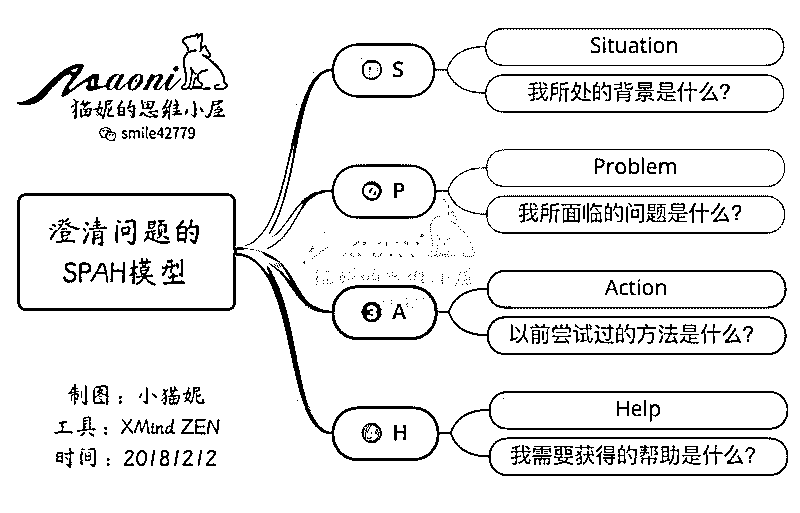 Asaoni
猫妮的思维小屋
smile42779
澄清问题的
SPAH模型
① S
Situation
我所处的背景是什么?
② P
Problem
我所面临的问题是什么?
③ A
Action
以前尝试过的方法是什么?
④ H
Help
我需要获得的帮助是什么?
制图：小猫妮
工具：XMind ZEN
时间：20181212